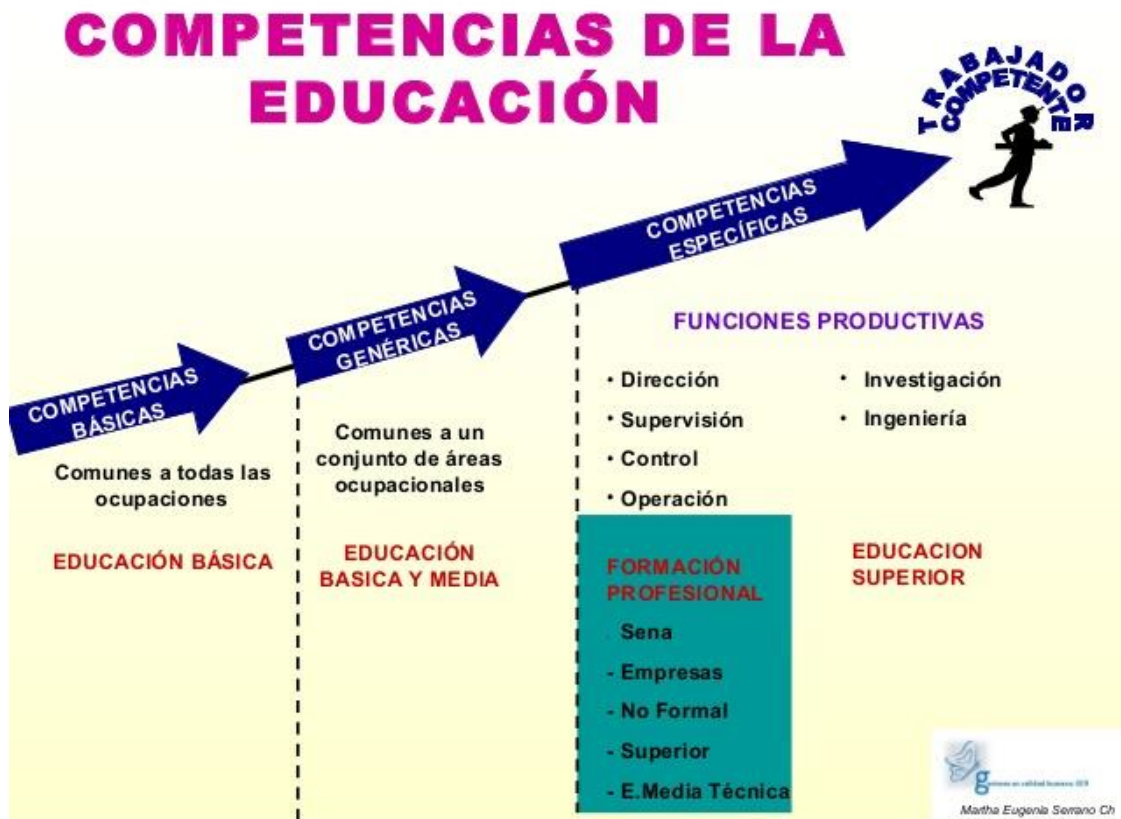 COMPETENCIAS DE LA
EDUCACIÓN
TRABAJADOR
COMPETENTE
COMPETENCIAS
ESPECÍFICAS
COMPETENCIAS
GENÉRICAS
COMPETENCIAS
BÁSICAS
Comunes a todas las
ocupaciones
EDUCACIÓN BÁSICA
Comunes a un
conjunto de áreas
ocupacionales
EDUCACIÓN
BASICA Y MEDIA
FUNCIONES PRODUCTIVAS
· Dirección
· Supervisión
· Control
· Operación
· Investigación
· Ingeniería
FORMACIÓN
PROFESIONAL
. Sena
- Empresas
- No Formal
- Superior
- E.Media Técnica
EDUCACION
SUPERIOR
Martha Eugenia Serrano Ch